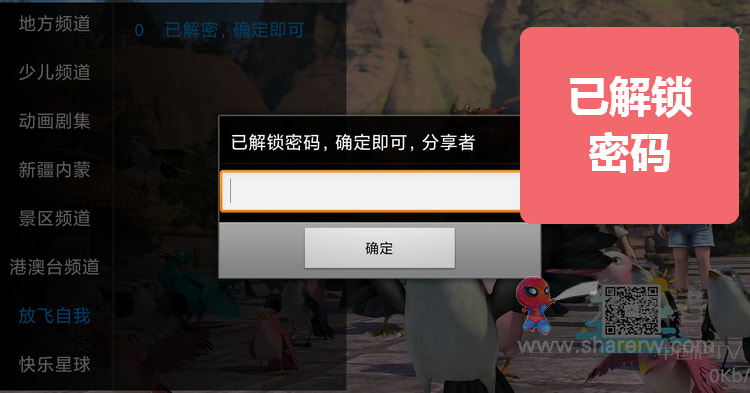 地方频道
少儿频道
动画剧集
新疆内蒙
景区频道
港澳台频道
放飞自我
快乐星球
0 已解密,确定即可
已解锁密码,确定即可,分享者
确定
已解锁
密码
www.sharerw.com
TV
0Kb/